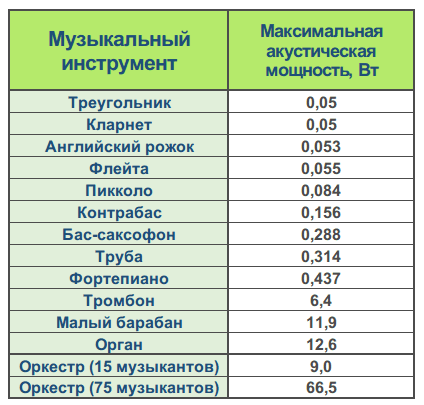 Музыкальный инструмент Максимальная акустическая мощность, Вт
Треугольник 0,05
Кларнет 0,05
Английский рожок 0,053
Флейта 0,055
Пикколо 0,084
Контрабас 0,156
Бас-саксофон 0,288
Труба 0,314
Фортепиано 0,437
Тромбон 6,4
Малый барабан 11,9
Орган 12,6
Оркестр (15 музыкантов) 9,0
Оркестр (75 музыкантов) 66,5